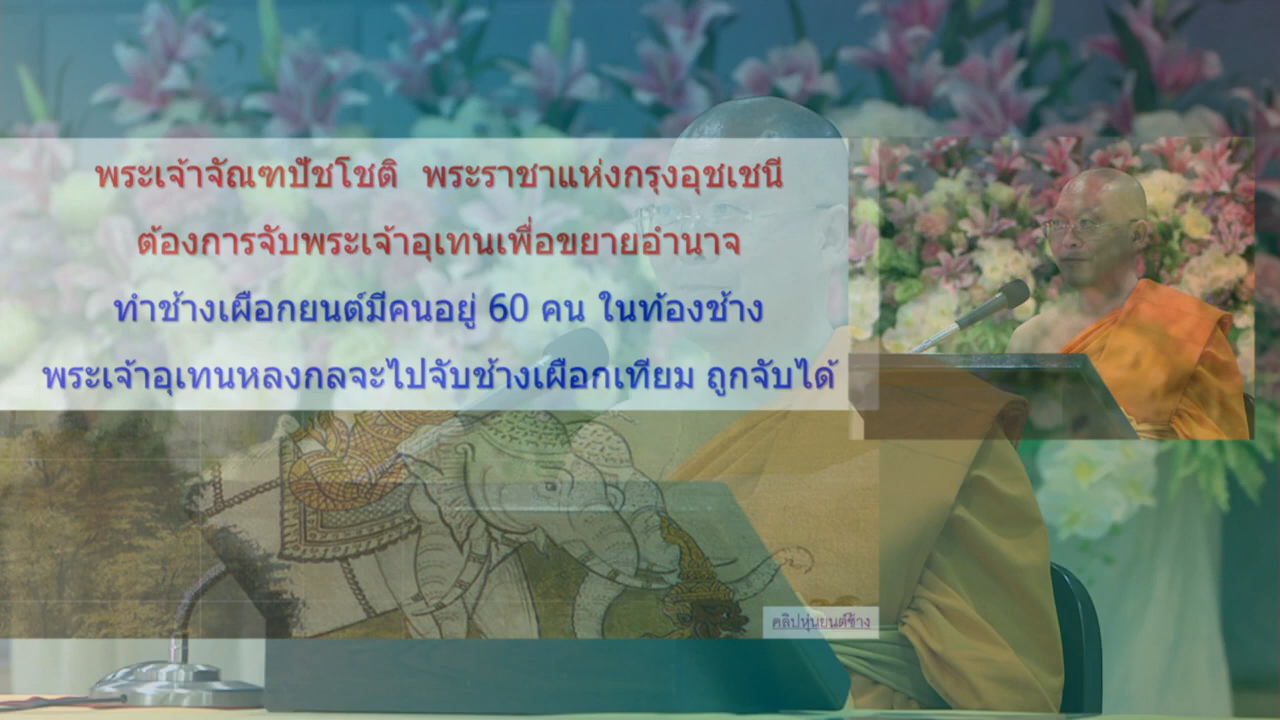 พระเจ้าจัณฑปัชโชติ พระราชาแห่งกรุงอุชเชนี
ต้องการจับพระเจ้าอุเทนเพื่อขยายอำนาจ
ทำช้างเผือกยนต์มีคนอยู่ 60 คน ในท้องช้าง
พระเจ้าอุเทนหลงกลจะไปจับช้างเผือกเทียม ถูกจับได้
คลิปหุ่นยนต์ช้าง